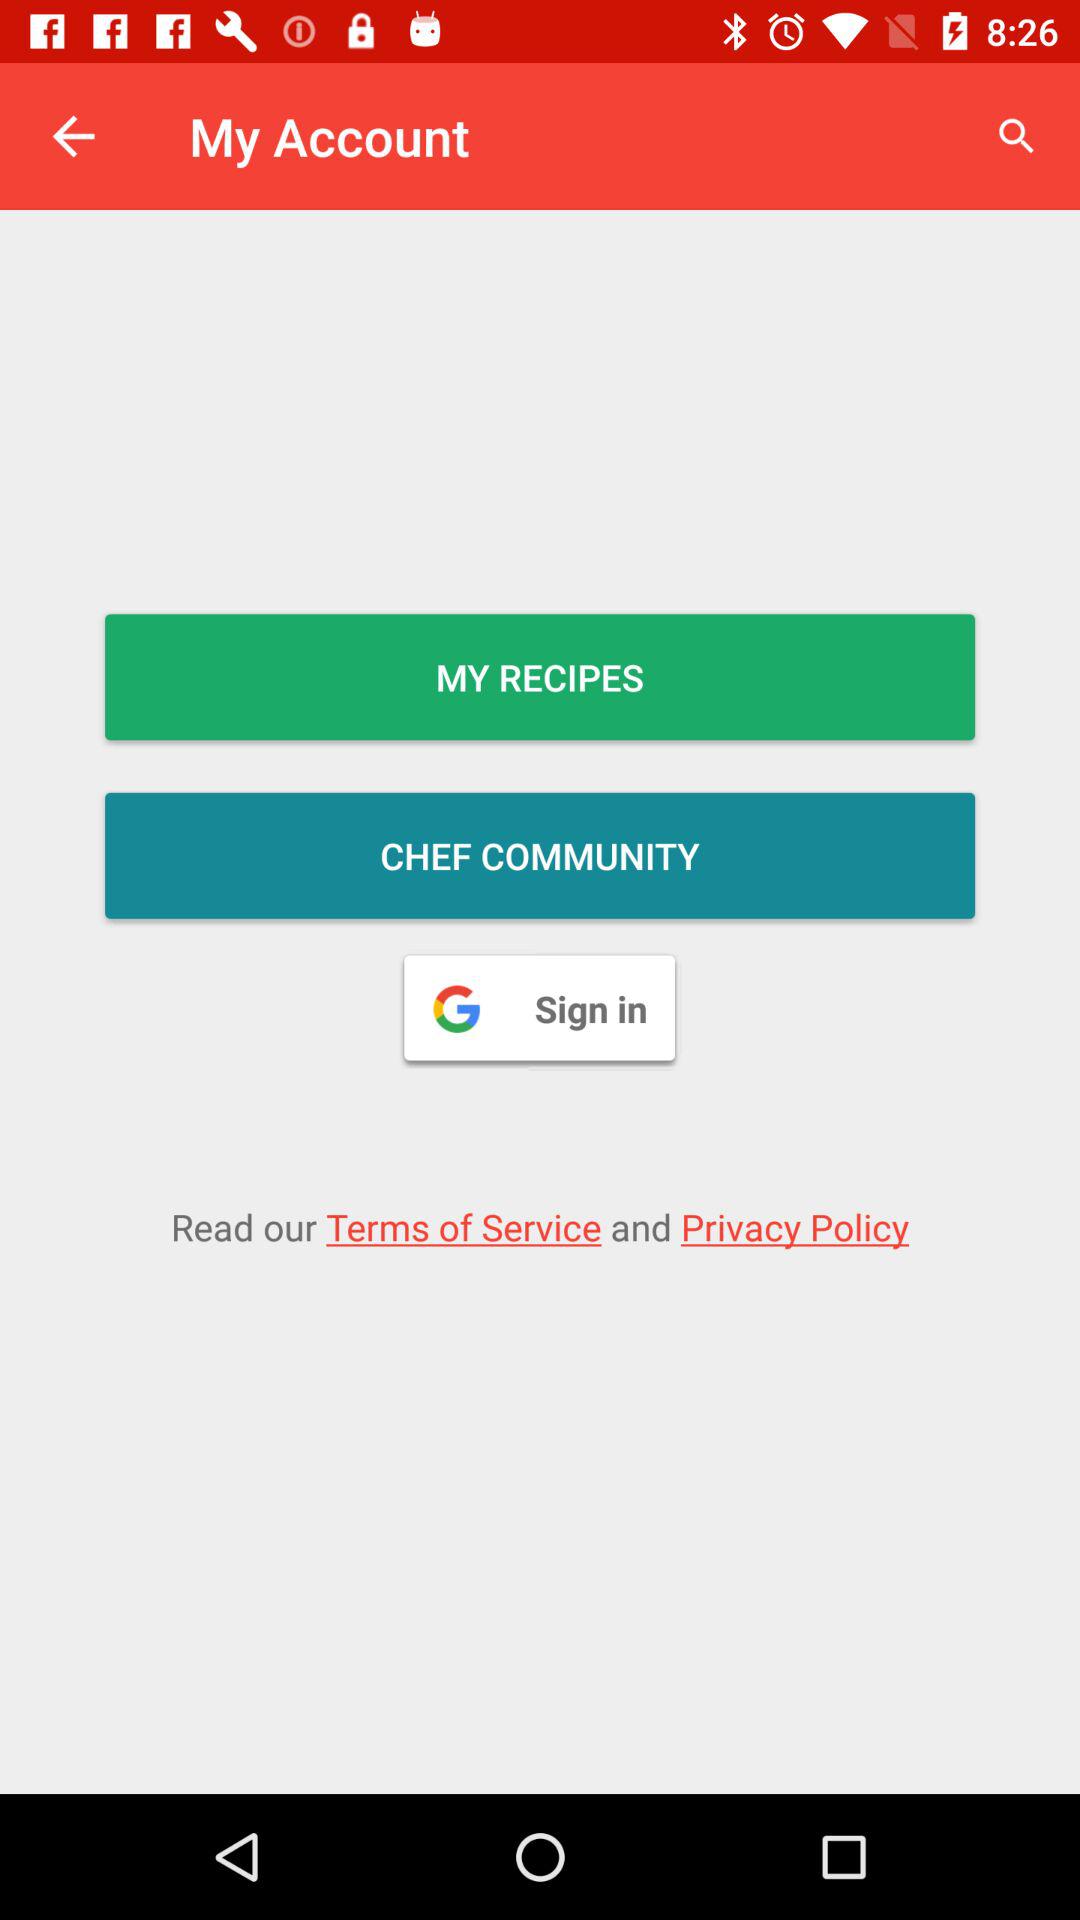 8:26
My Account
MY RECIPES
CHEF COMMUNITY
Sign in
Read our Terms of Service and Privacy Policy